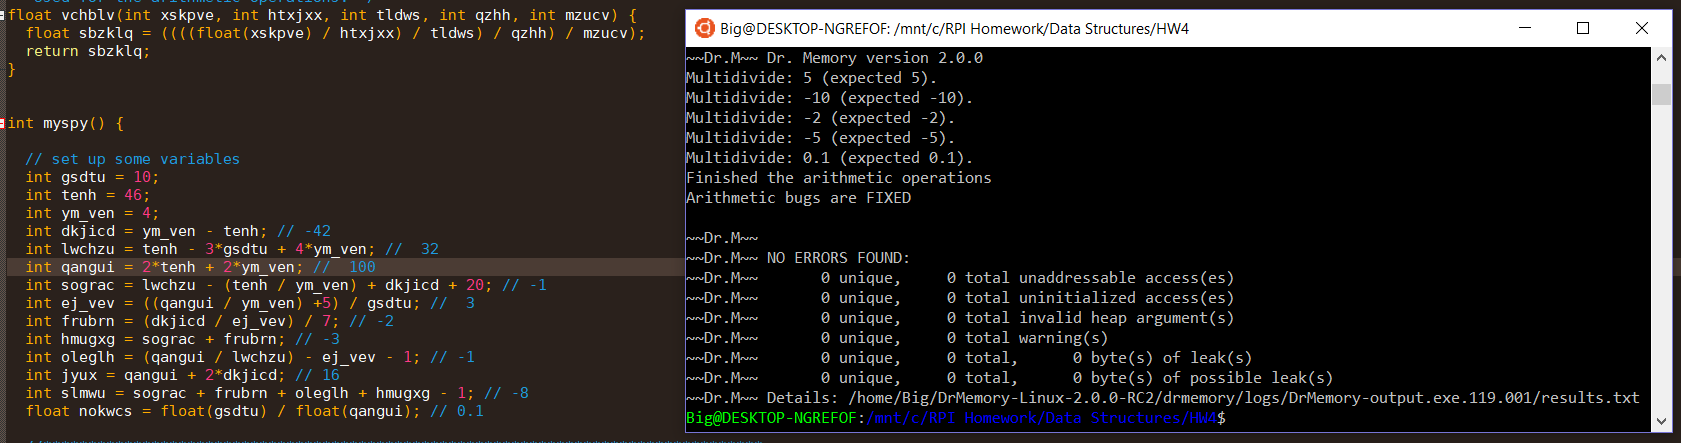 float vchblv(int xskpve, int htxjxx, int tldws, int qzhh, int mzucv) {
  float sbzklq = ((((float(xskpve) / htxjxx) / tldws) / qzhh) / mzucv);
  return sbzklq;
}
int myspy() {
  // set up some variables
  int gsdtu = 10;
  int tenh = 46;
  int ym_ven = 4;
  int dkjicd = ym_ven - tenh; // -42
  int lwchzu = tenh - 3*gsdtu + 4*ym_ven; //  32
  int qangui = 2*tenh + 2*ym_ven; //  100
  int sograc = lwchzu - (tenh / ym_ven) + dkjicd + 20; // -1
  int ej_vev = ((qangui / ym_ven) +5) / gsdtu; //  3
  int frubrn = (dkjicd / ej_vev) / 7; // -2
  int hmugxg = sograc + frubrn; // -3
  int oleglh = (qangui / lwchzu) - ej_vev - 1; // -1
  int jyux = qangui + 2*dkjicd; // 16
  int slmwu = sograc + frubrn + oleglh + hmugxg - 1; // -8
  float nokwcs = float(gsdtu) / float(qangui); // 0.1
Big@DESKTOP-NGREFOF: /mnt/c/RPI Homework/Data Structures/HW4
~~Dr.M~~ Dr. Memory version 2.0.0
Multidivide: 5 (expected 5).
Multidivide: -10 (expected -10).
Multidivide: -2 (expected -2).
Multidivide: -5 (expected -5).
Multidivide: 0.1 (expected 0.1).
Finished the arithmetic operations
Arithmetic bugs are FIXED
~~Dr.M~~
~~Dr.M~~ NO ERRORS FOUND:
~~Dr.M~~       0 unique,     0 total unaddressable access(es)
~~Dr.M~~       0 unique,     0 total uninitialized access(es)
~~Dr.M~~       0 unique,     0 total invalid heap argument(s)
~~Dr.M~~       0 unique,     0 total warning(s)
~~Dr.M~~       0 unique,     0 total,      0 byte(s) of leak(s)
~~Dr.M~~       0 unique,     0 total,      0 byte(s) of possible leak(s)
~~Dr.M~~ Details: /home/Big/DrMemory-Linux-2.0.0-RC2/drmemory/logs/DrMemory-output.exe.119.001/results.txt
Big@DESKTOP-NGREFOF:/mnt/c/RPI Homework/Data Structures/HW4$